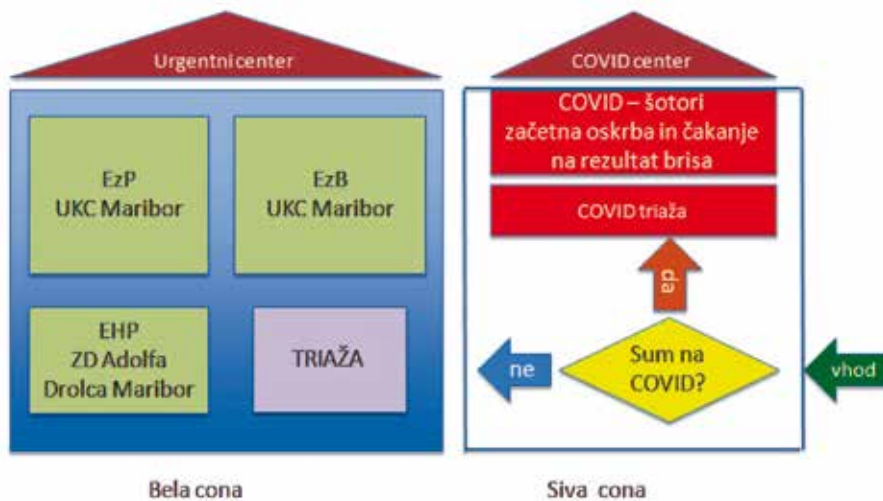 Urgentni center
EzP
UKC Maribor
EzB
UKC Maribor
EHP
ZD Adolfa
Drolca Maribor
TRIAŽA
Bela cona
COVID center
COVID – šotori
začetna oskrba in čakanje
na rezultat brisa
COVID triaža
da
ne
Sum na
COVID?
vhod
Siva cona